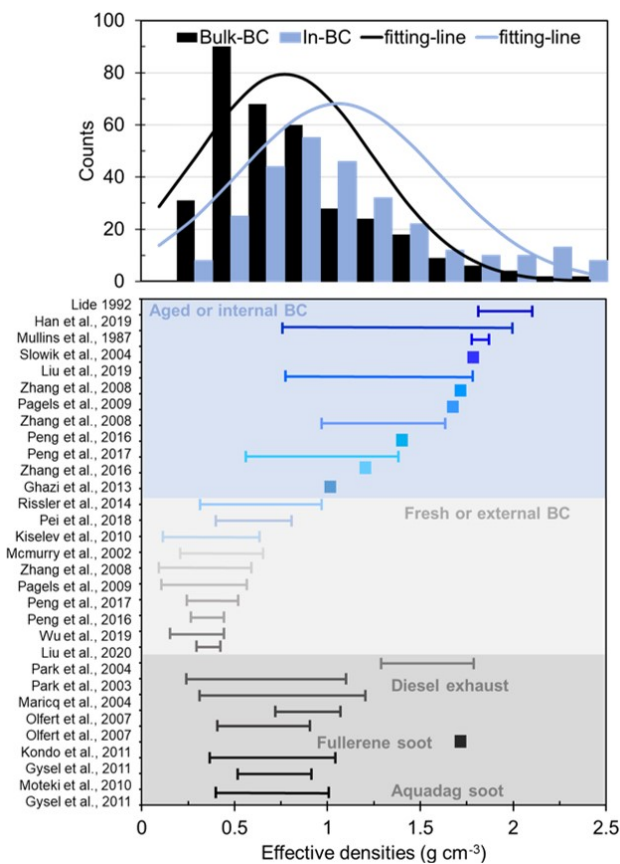 100
80
60
40
20
0
Counts
Bulk-BC In-BC fitting-line fitting-line
Aged or internal BC
Lide 1992
Han et al., 2019
Mullins et al., 1987
Slowik et al., 2004
Liu et al., 2019
Zhang et al., 2008
Pagels et al., 2009
Zhang et al., 2008
Peng et al., 2016
Peng et al., 2017
Zhang et al., 2016
Ghazi et al., 2013
Rissler et al., 2014
Fresh or external BC
Pei et al., 2018
Kiselev et al., 2010
Mcmurry et al., 2002
Zhang et al., 2008
Pagels et al., 2009
Peng et al., 2017
Peng et al., 2016
Wu et al., 2019
Liu et al., 2020
Park et al., 2004
Park et al., 2003
Diesel exhaust
Maricq et al., 2004
Olfert et al., 2007
Olfert et al., 2007
Fullerene soot
Kondo et al., 2011
Gysel et al., 2011
Moteki et al., 2010
Aquadag soot
Gysel et al., 2011
0 0.5 1 1.5 2 2.5
Effective densities (g cm⁻³)